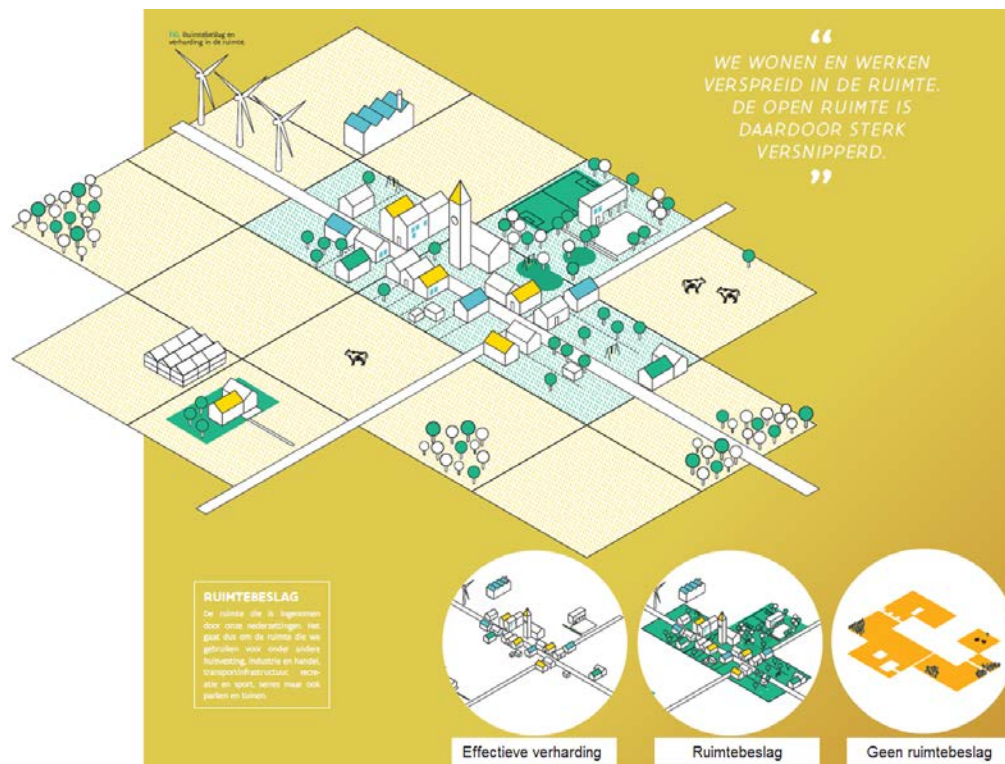 FIG. Ruimtebeslag en
verharding in de ruimte.
“
WE WONEN EN WERKEN
VERSPREID IN DE RUIMTE.
DE OPEN RUIMTE IS
DAARDOOR STERK
VERSNIPPERD.
”
RUIMTEBESLAG
De ruimte die is ingenomen
door onze nederzettingen. Het
gaat dus om de ruimte die we
gebruiken voor onder andere
huisvesting, industrie en handel,
transportinfrastructuur, recre-
atie en sport, serres maar ook
parken en tuinen.
Effectieve verharding
Ruimtebeslag
Geen ruimtebeslag